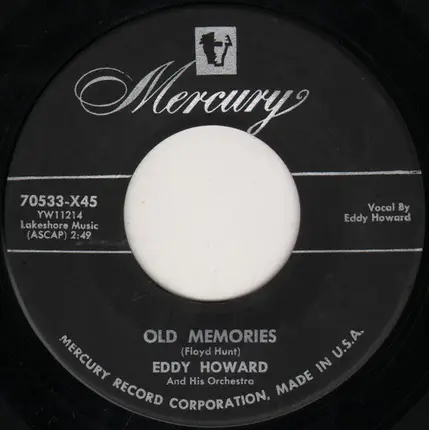 Mercury
70533-X45
YW11214
Lakeshore Music
(ASCAP) 2:49
Vocal By
Eddy Howard
OLD MEMORIES
(Floyd Hunt)
EDDY HOWARD
And His Orchestra
MERCURY RECORD CORPORATION, MADE IN U.S.A.